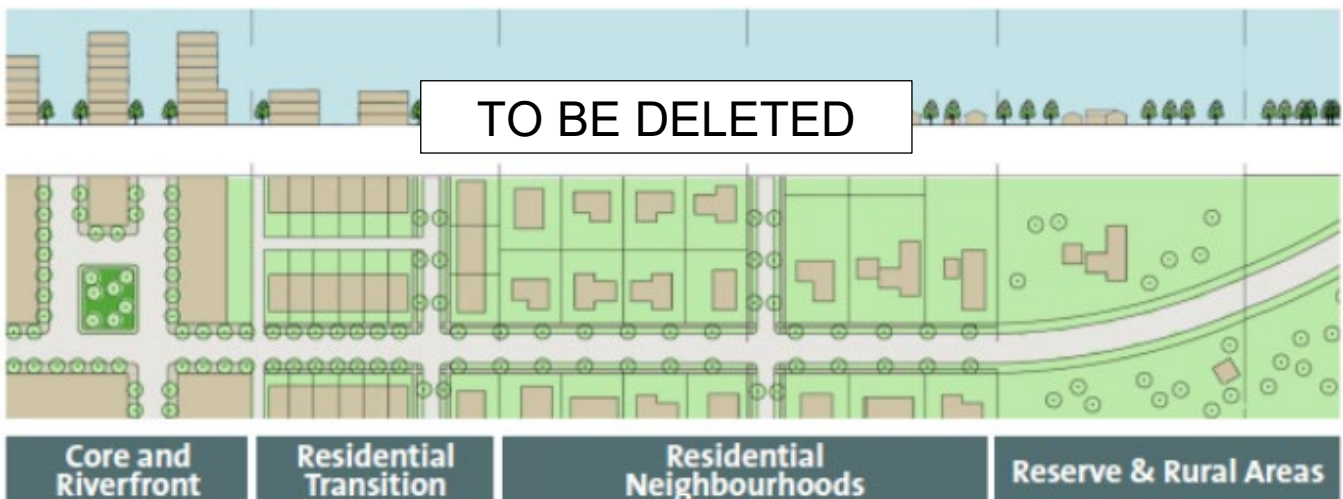 TO BE DELETED
Core and
Riverfront
Residential
Transition
Residential
Neighbourhoods
Reserve & Rural Areas